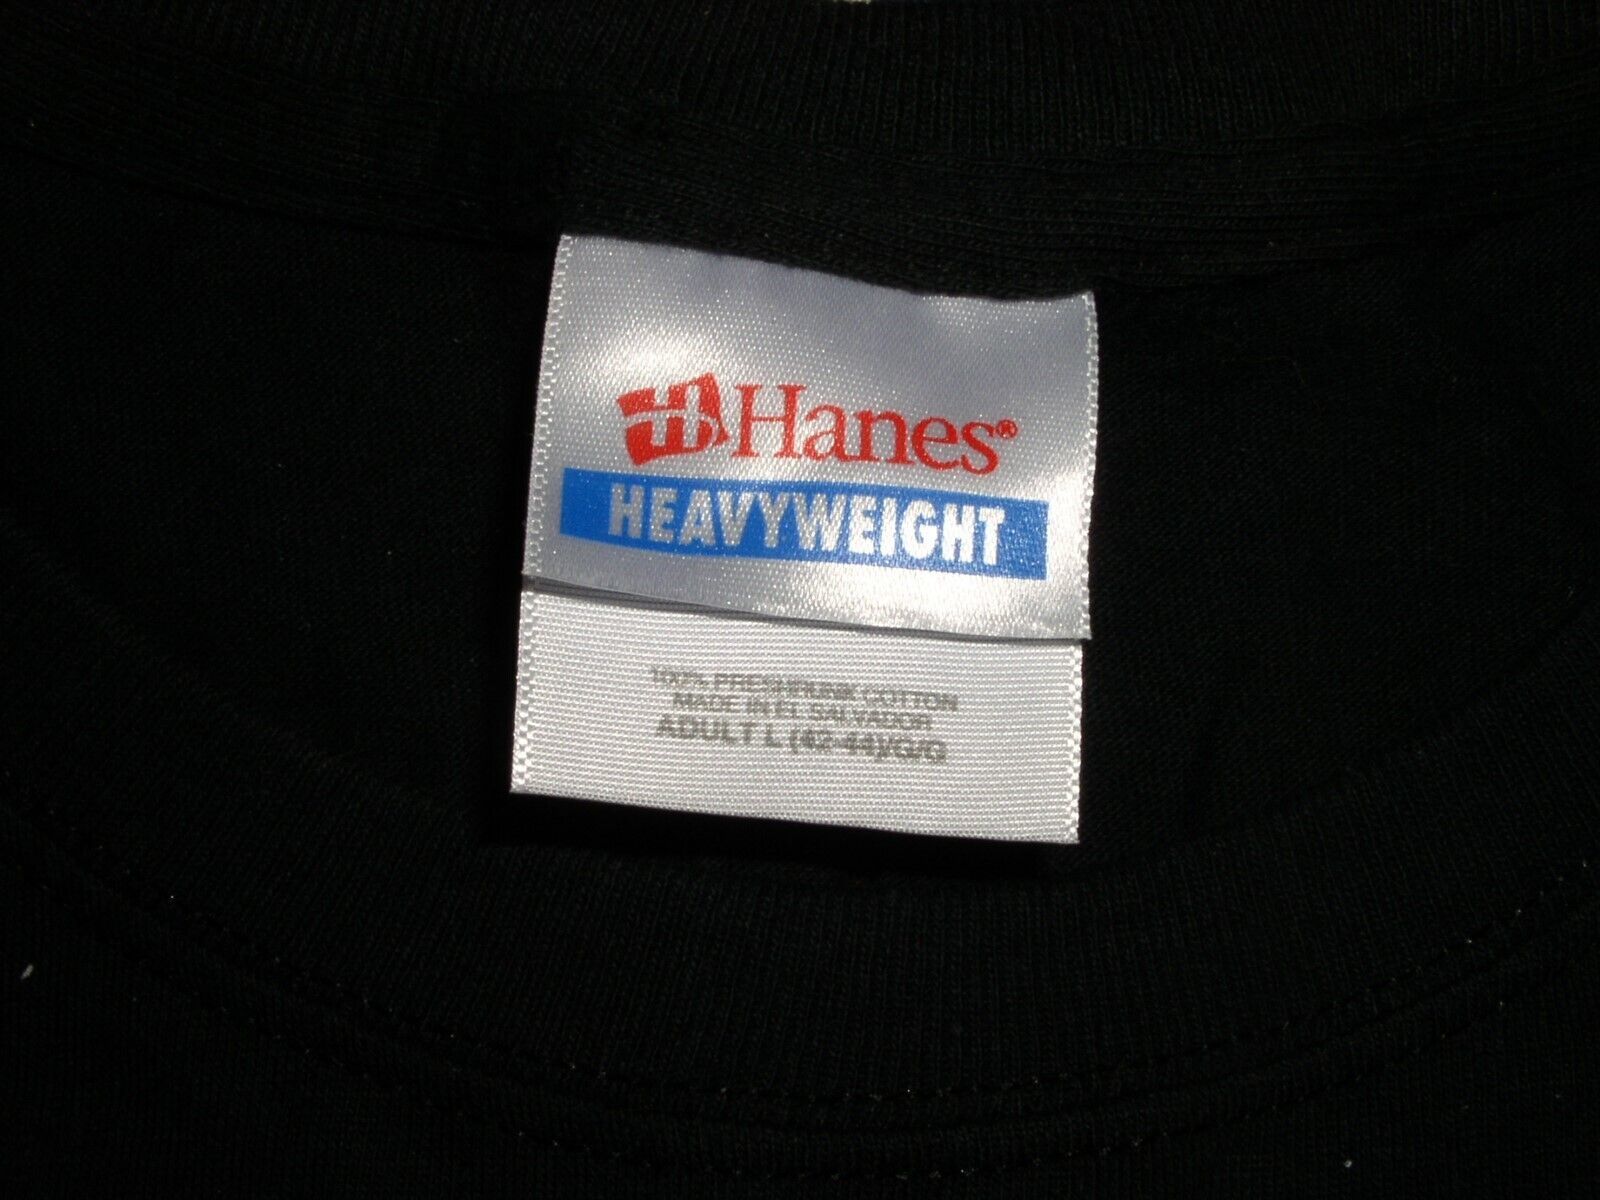 Hanes®
HEAVYWEIGHT
100% PRESHRUNK COTTON
MADE IN EL SALVADOR
ADULT L (42-44)/G/G